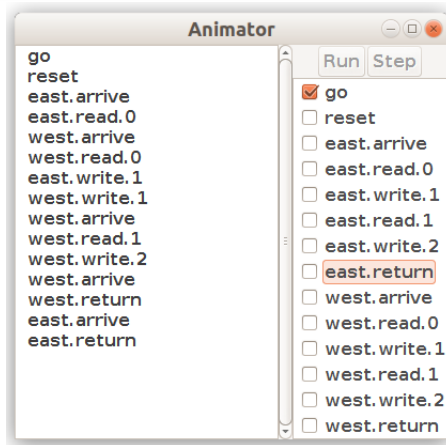 Animator
go
reset
east.arrive
east.read.0
west.arrive
west.read.0
east.write.1
west.write.1
west.arrive
west.read.1
west.write.2
west.arrive
west.return
east.arrive
east.return
Run Step
go
reset
east.arrive
east.read.0
east.write.1
east.read.1
east.write.2
east.return
west.arrive
west.read.0
west.write.1
west.read.1
west.write.2
west.return